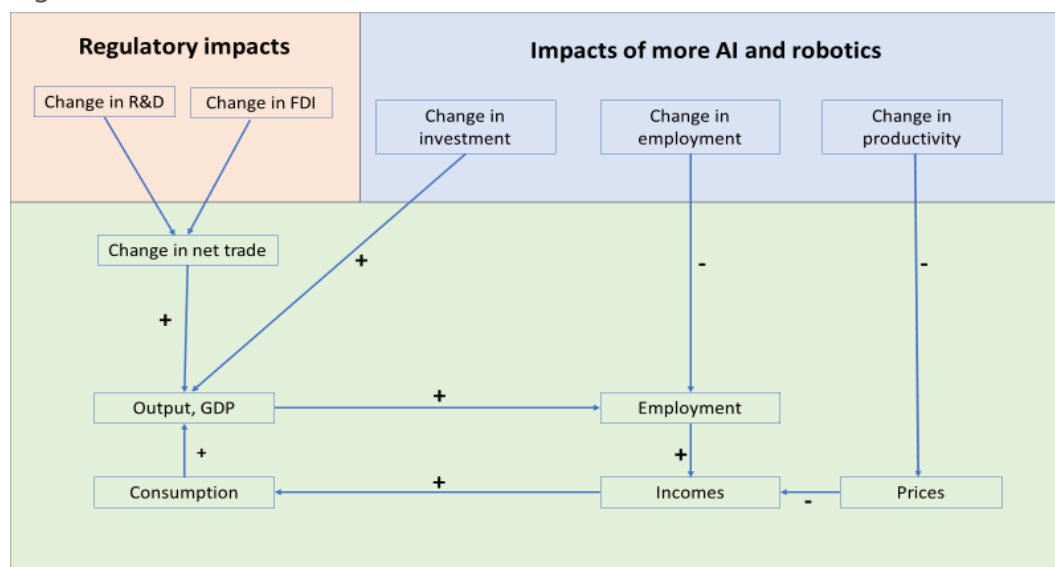 Regulatory impacts
Impacts of more AI and robotics
Change in R&D
Change in FDI
Change in
investment
Change in
employment
Change in
productivity
Change in net trade
+
-
-
+
Output, GDP
+
Employment
+
+
Consumption
+
Incomes
-
Prices